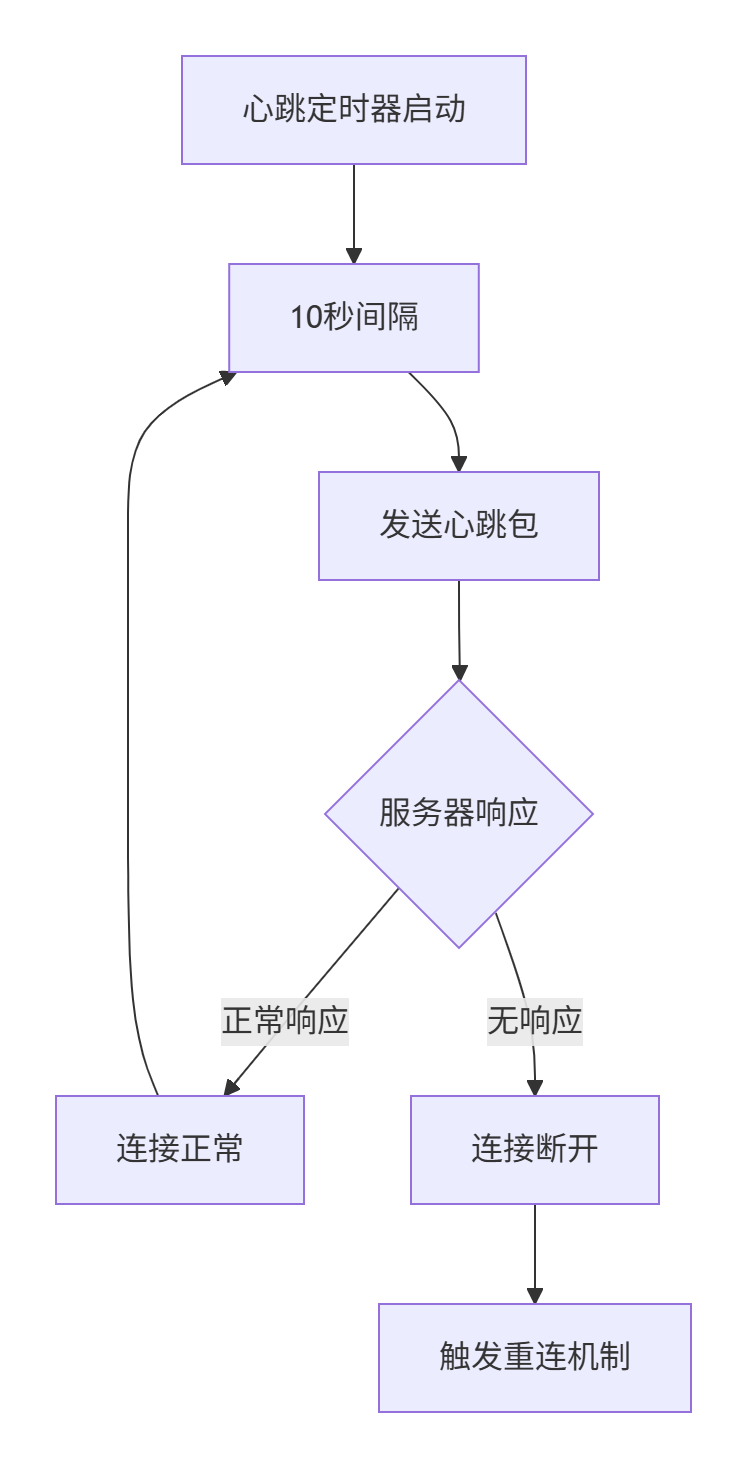 心跳定时器启动
10秒间隔
发送心跳包
服务器响应
正常响应
无响应
连接正常
连接断开
触发重连机制